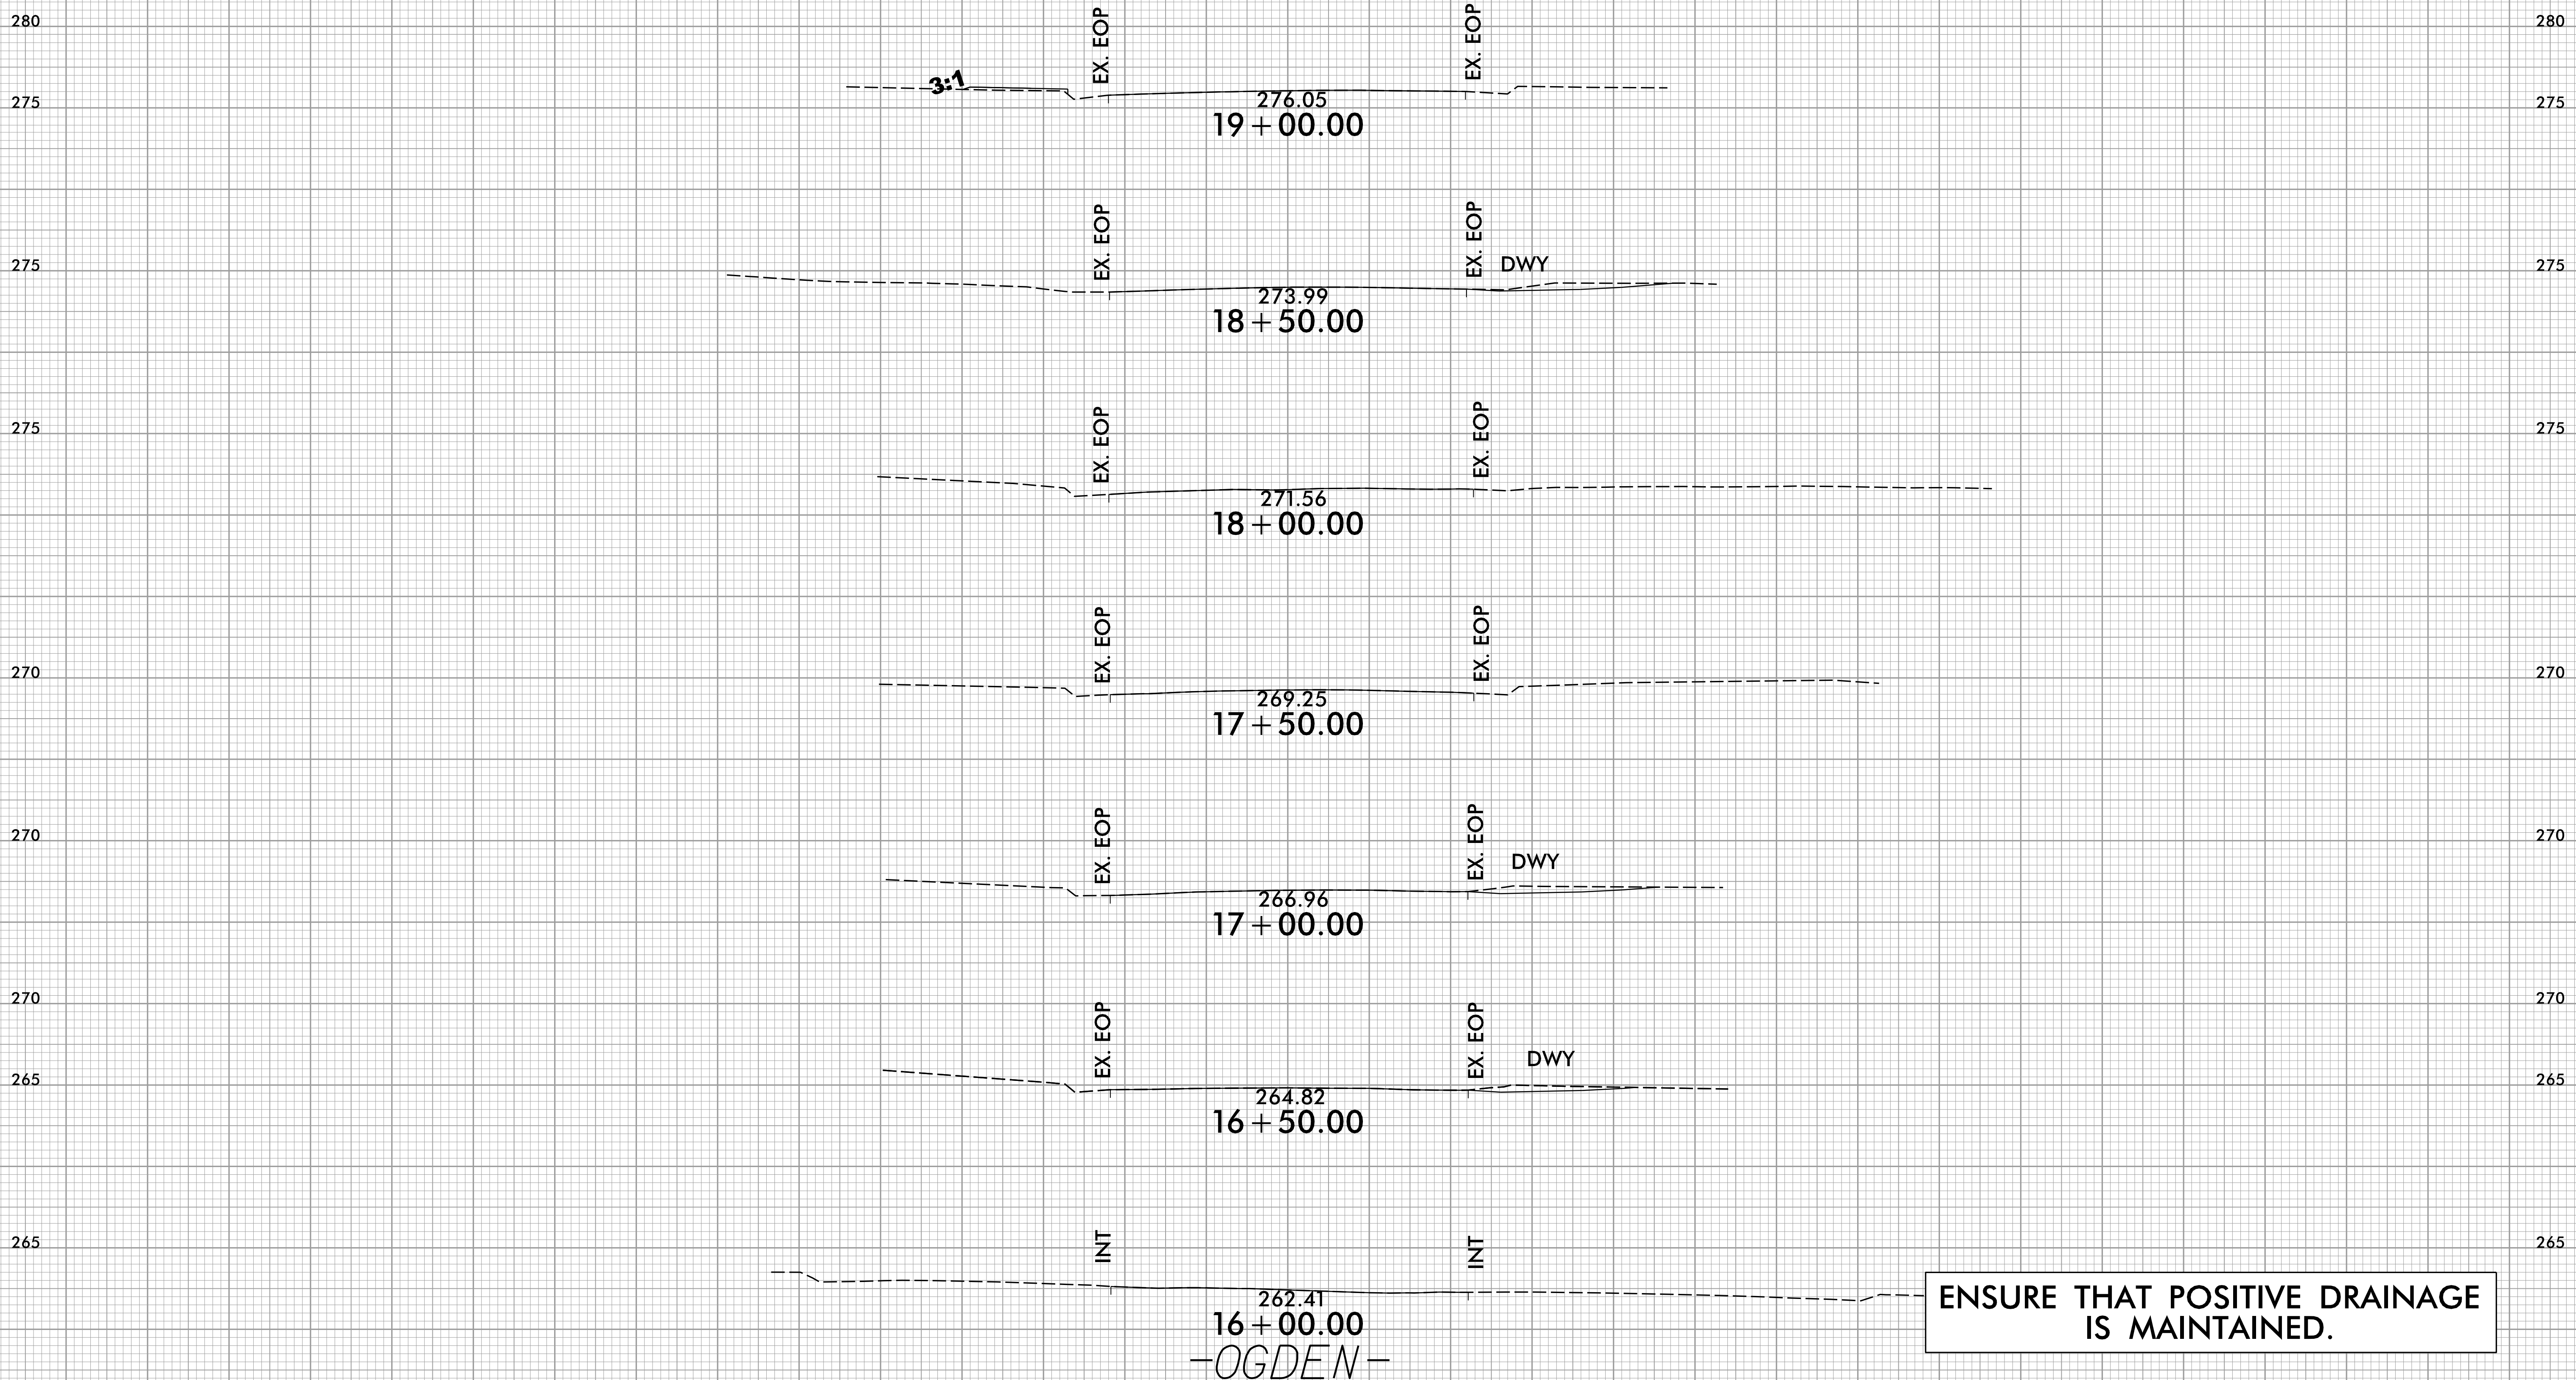 280 280
EX. EOP EX. EOP
3:1
275 275
276.05
19+00.00
EX. EOP EX. EOP
275 DWY 275
273.99
18+50.00
EX. EOP EX. EOP
275 275
271.56
18+00.00
EX. EOP EX. EOP
270 270
269.25
17+50.00
EX. EOP EX. EOP
270 270
DWY
266.96
17+00.00
270 270
EX. EOP EX. EOP
DWY
265 265
264.82
16+50.00
INT INT
265 265
262.41
16+00.00
-OGDEN-
ENSURE THAT POSITIVE DRAINAGE
IS MAINTAINED.